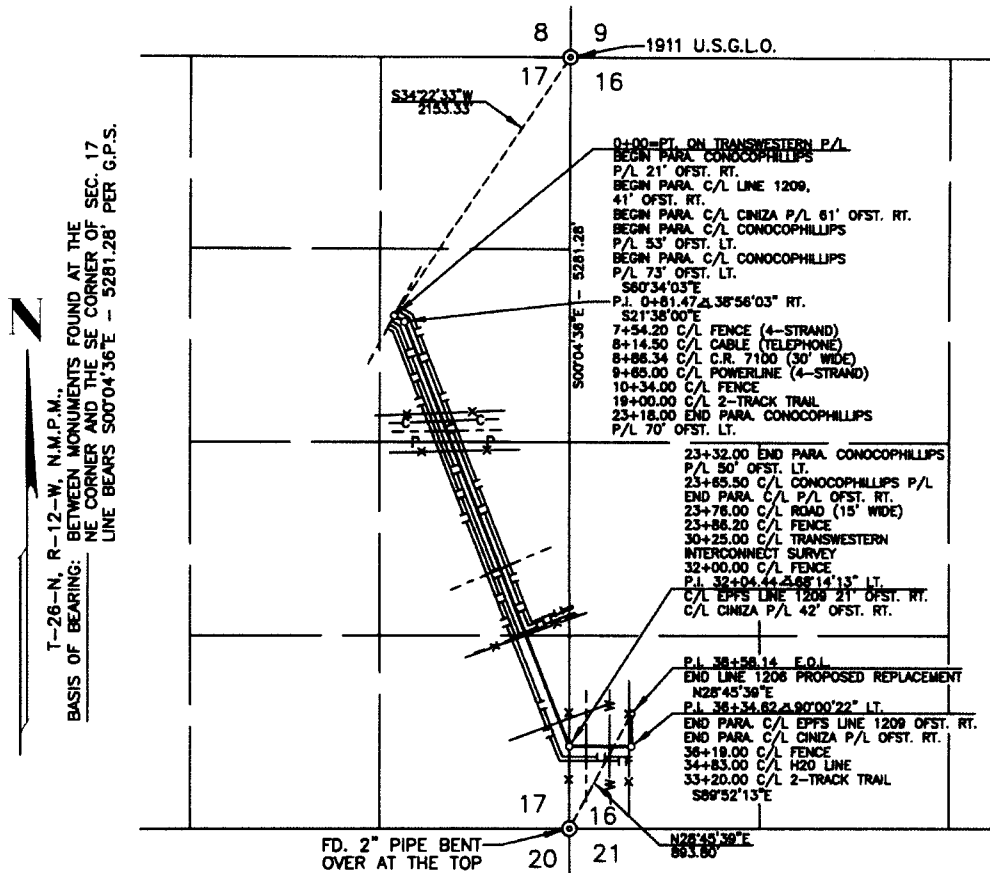 8 9
1911 U.S.G.L.O.
17 16
S34°22'33"W
2153.33'
T-26-N, R-12-W, N.M.P.M.,
BASIS OF BEARING: BETWEEN MONUMENTS FOUND AT THE
NE CORNER AND THE SE CORNER OF SEC. 17
LINE BEARS S00°04'36"E - 5281.28' PER G.P.S.
N
S00°04'36"E - 5281.28'
0+00=PT. ON TRANSWESTERN P/L
BEGIN PARA. CONOCOPHILLIPS
P/L 21' OFST. RT.
BEGIN PARA. C/L LINE 1209,
41' OFST. RT.
BEGIN PARA. C/L CINIZA P/L 61' OFST. RT.
BEGIN PARA. C/L CONOCOPHILLIPS
P/L 53' OFST. LT.
BEGIN PARA. C/L CONOCOPHILLIPS
P/L 73' OFST. LT.
S60°34'03"E
P.I. 0+81.47 Δ 38°56'03" RT.
S21°38'00"E
7+54.20 C/L FENCE (4-STRAND)
8+14.50 C/L CABLE (TELEPHONE)
8+86.34 C/L C.R. 7100 (30' WIDE)
9+65.00 C/L POWERLINE (4-STRAND)
10+34.00 C/L FENCE
19+00.00 C/L 2-TRACK TRAIL
23+18.00 END PARA. CONOCOPHILLIPS
P/L 70' OFST. LT.
C C
P P
23+32.00 END PARA. CONOCOPHILLIPS
P/L 50' OFST. LT.
23+65.50 C/L CONOCOPHILLIPS P/L
END PARA. C/L P/L OFST. RT.
23+76.00 C/L ROAD (15' WIDE)
23+86.20 C/L FENCE
30+25.00 C/L TRANSWESTERN
INTERCONNECT SURVEY
32+00.00 C/L FENCE
P.I. 32+04.44 Δ 68°14'13" LT.
C/L EPFS LINE 1209 21' OFST. RT.
C/L CINIZA P/L 42' OFST. RT.
P.I. 38+58.14 E.O.L.
END LINE 1206 PROPOSED REPLACEMENT
N28°45'39"E
P.I. 36+34.62 Δ 90°00'22" LT.
END PARA. C/L EPFS LINE 1209 OFST. RT.
END PARA. C/L CINIZA P/L OFST. RT.
36+19.00 C/L FENCE
34+83.00 C/L H20 LINE
33+20.00 C/L 2-TRACK TRAIL
S89°52'13"E
W
W
17 16
20 21
FD. 2" PIPE BENT
OVER AT THE TOP
N28°45'39"E
893.80'